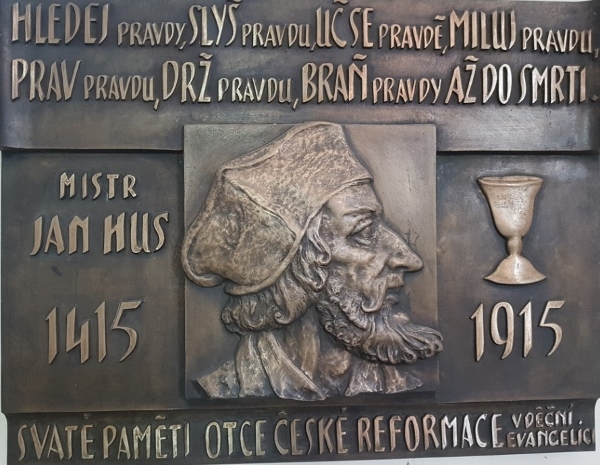 HLEDEJ PRAVDY, SLYŠ PRAVDU, UČ SE PRAVDĚ, MILUJ PRAVDU,
PRAV PRAVDU, DRŽ PRAVDU, BRAŇ PRAVDY AŽ DO SMRTI.
MISTR
JAN HUS
1415
1915
SVATÉ PAMĚTI OTCE ČESKÉ REFORMACE VDĚČNÍ
EVANGELÍCI